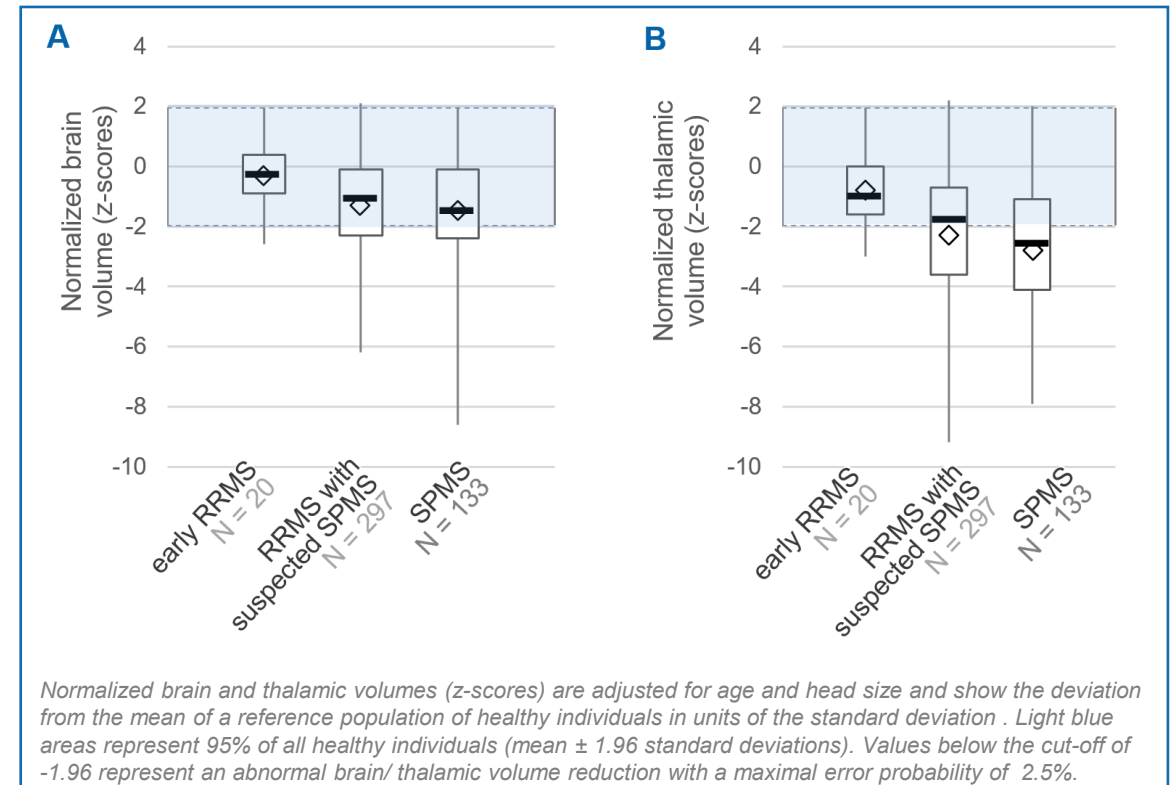 A
4
2
0
-2
-4
-6
-8
-10
Normalized brain
volume (z-scores)
early RRMS
N = 20
RRMS with
suspected SPMS
N = 297
SPMS
N = 133
B
4
2
0
-2
-4
-6
-8
-10
Normalized thalamic
volume (z-scores)
early RRMS
N = 20
RRMS with
suspected SPMS
N = 297
SPMS
N = 133
Normalized brain and thalamic volumes (z-scores) are adjusted for age and head size and show the deviation
from the mean of a reference population of healthy individuals in units of the standard deviation . Light blue
areas represent 95% of all healthy individuals (mean ± 1.96 standard deviations). Values below the cut-off of
-1.96 represent an abnormal brain/ thalamic volume reduction with a maximal error probability of  2.5%.